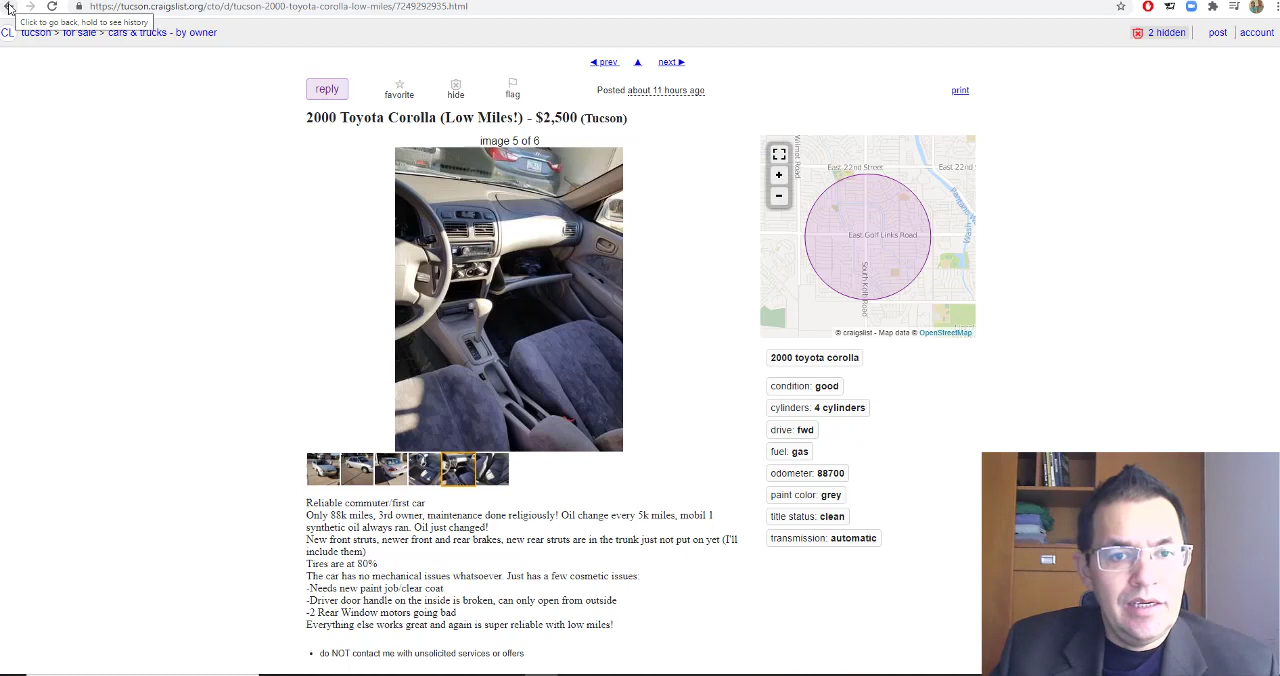 https://tucson.craigslist.org/cto/d/tucson-2000-toyota-corolla-low-miles/7249292935.html
Click to go back, hold to see history
CL tucson > for sale > cars & trucks - by owner
2 hidden
post
account
◀ prev ▲ next ▶
reply
favorite
hide
flag
Posted about 11 hours ago
print
2000 Toyota Corolla (Low Miles!) - $2,500 (Tucson)
image 5 of 6
Wilmot Road
East 22nd Street
East 22nd
+
−
Pantano Wash
East Golf Links Road
South Kolb Road
© craigslist - Map data © OpenStreetMap
2000 toyota corolla
condition: good
cylinders: 4 cylinders
drive: fwd
fuel: gas
odometer: 88700
paint color: grey
title status: clean
transmission: automatic
Reliable commuter/first car
Only 88k miles, 3rd owner, maintenance done religiously! Oil change every 5k miles, mobil 1
synthetic oil always ran. Oil just changed!
New front struts, newer front and rear brakes, new rear struts are in the trunk just not put on yet (I'll
include them)
Tires are at 80%
The car has no mechanical issues whatsoever. Just has a few cosmetic issues:
-Needs new paint job/clear coat
-Driver door handle on the inside is broken, can only open from outside
-2 Rear Window motors going bad
Everything else works great and again is super reliable with low miles!
• do NOT contact me with unsolicited services or offers